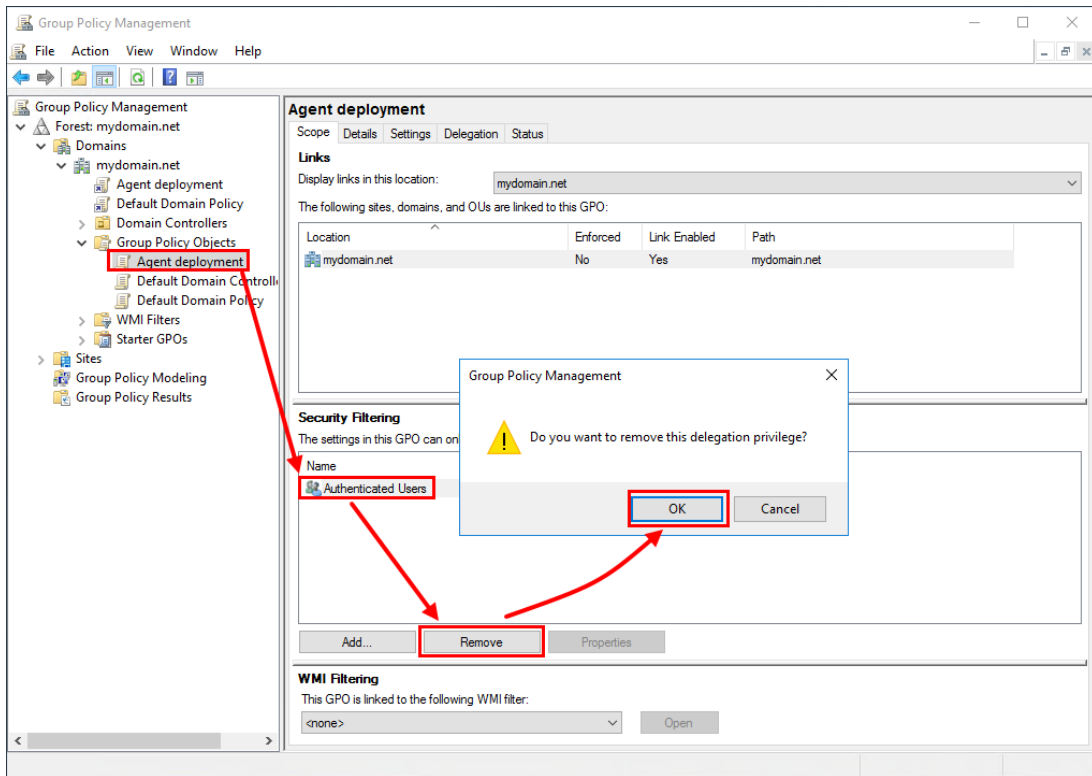 Group Policy Management
File Action View Window Help
Group Policy Management
Forest: mydomain.net
Domains
mydomain.net
Agent deployment
Default Domain Policy
Domain Controllers
Group Policy Objects
Agent deployment
Default Domain Controlle
Default Domain Policy
WMI Filters
Starter GPOs
Sites
Group Policy Modeling
Group Policy Results
Agent deployment
Scope Details Settings Delegation Status
Links
Display links in this location: mydomain.net
The following sites, domains, and OUs are linked to this GPO:
Location Enforced Link Enabled Path
mydomain.net No Yes mydomain.net
Security Filtering
The settings in this GPO can on
Name
Authenticated Users
Group Policy Management
Do you want to remove this delegation privilege?
OK Cancel
Add... Remove Properties
WMI Filtering
This GPO is linked to the following WMI filter:
<none> Open